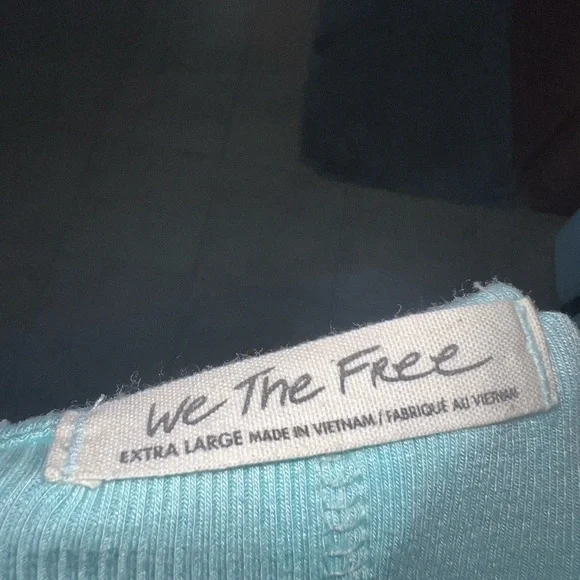 We The Free
EXTRA LARGE MADE IN VIETNAM / FABRIQUÉ AU VIETNAM